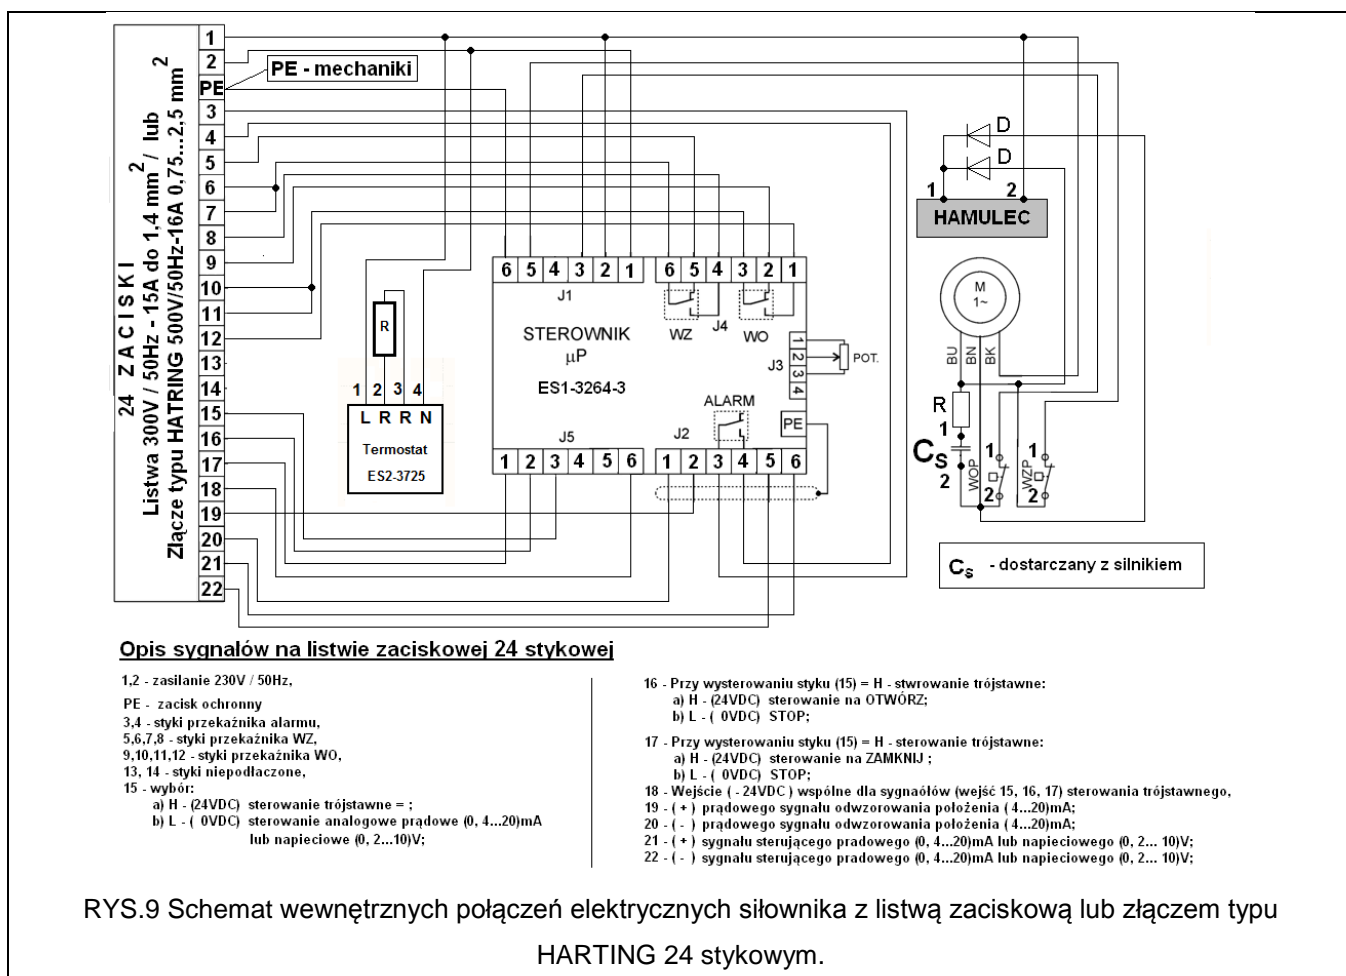 24 ZACISKI
Listwa 300V / 50Hz - 15A do 1,4 mm² / lub
Złącze typu HATRING 500V/50Hz-16A 0,75...2,5 mm²
1
2
PE
3
4
5
6
7
8
9
10
11
12
13
14
15
16
17
18
19
20
21
22
PE - mechaniki
6 5 4 3 2 1
J1
6 5 4 3 2 1
WZ J4 WO
STEROWNIK
µP
ES1-3264-3
J3
1
2
3
4
POT.
ALARM
PE
J5
J2
1 2 3 4 5 6
1 2 3 4 5 6
R
1 2 3 4
L R R N
Termostat
ES2-3725
D
D
1 2
HAMULEC
M
1~
BU BN BK
R
1
Cs
2
WOP
1
2
WZP
1
2
Cs - dostarczany z silnikiem
Opis sygnałów na listwie zaciskowej 24 stykowej
1,2 - zasilanie 230V / 50Hz,
PE - zacisk ochronny
3,4 - styki przekaźnika alarmu,
5,6,7,8 - styki przekaźnika WZ,
9,10,11,12 - styki przekaźnika WO,
13, 14 - styki niepodłaczone,
15 - wybór:
a) H - (24VDC) sterowanie trójstawne = ;
b) L - ( 0VDC) sterowanie analogowe prądowe (0, 4...20)mA
lub napieciowe (0, 2...10)V;
16 - Przy wysterowaniu styku (15) = H - stwrowanie trójstawne:
a) H - (24VDC) sterowanie na OTWÓRZ;
b) L - ( 0VDC) STOP;
17 - Przy wysterowaniu styku (15) = H - sterowanie trójstawne:
a) H - (24VDC) sterowanie na ZAMKNIJ ;
b) L - ( 0VDC) STOP;
18 - Wejście ( - 24VDC ) wspólne dla sygnaółów (wejść 15, 16, 17) sterowania trójstawnego,
19 - ( + ) prądowego sygnału odwzorowania położenia ( 4...20)mA;
20 - ( - ) prądowego sygnału odwzorowania położenia ( 4...20)mA;
21 - ( + ) sygnału sterującego pradowego (0, 4...20)mA lub napieciowego (0, 2... 10)V;
22 - ( - ) sygnału sterującego pradowego (0, 4...20)mA lub napieciowego (0, 2... 10)V;
RYS.9 Schemat wewnętrznych połączeń elektrycznych siłownika z listwą zaciskową lub złączem typu
HARTING 24 stykowym.